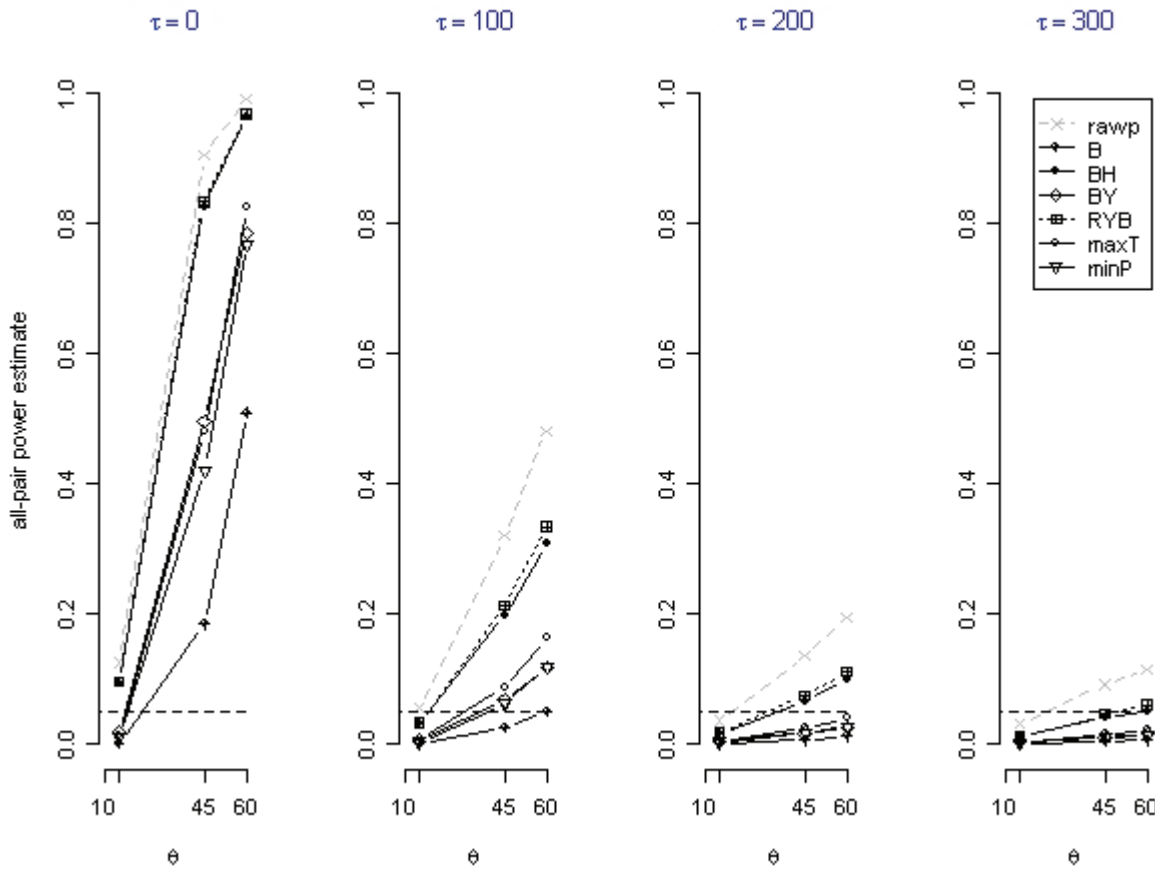 τ = 0
τ = 100
τ = 200
τ = 300
all-pair power estimate
0.0 0.2 0.4 0.6 0.8 1.0
10 45 60
θ
0.0 0.2 0.4 0.6 0.8 1.0
10 45 60
θ
0.0 0.2 0.4 0.6 0.8 1.0
10 45 60
θ
0.0 0.2 0.4 0.6 0.8 1.0
10 45 60
θ
rawp
B
BH
BY
RYB
maxT
minP